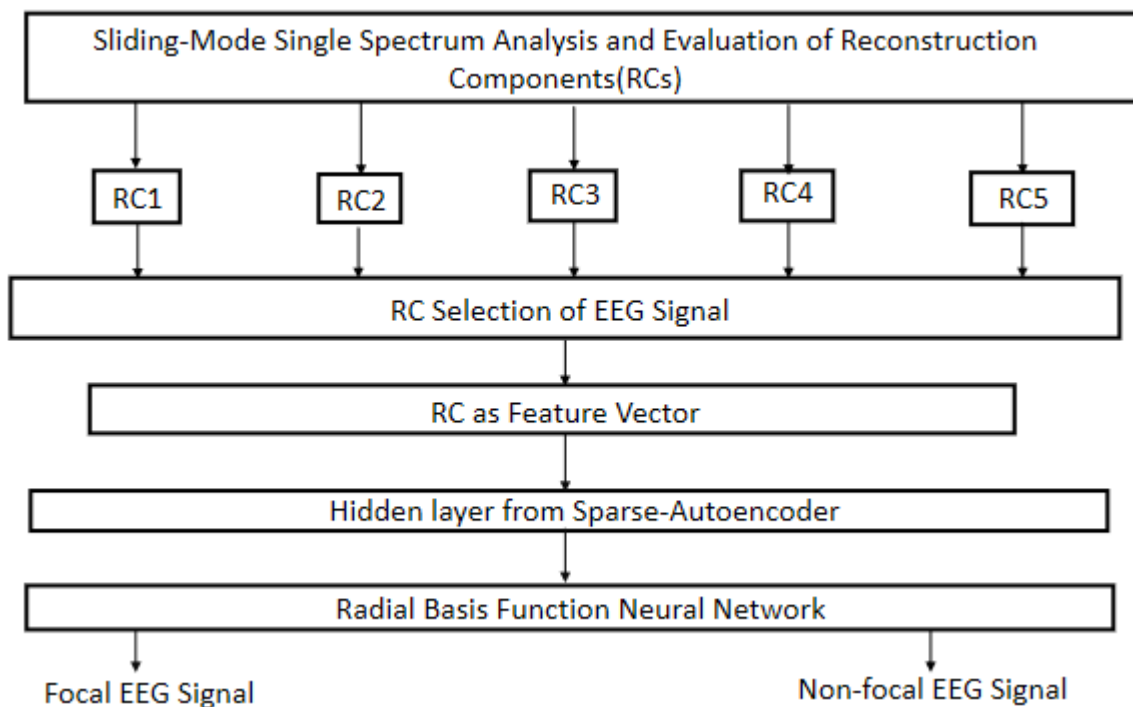 Sliding-Mode Single Spectrum Analysis and Evaluation of Reconstruction
Components(RCs)
RC1
RC2
RC3
RC4
RC5
RC Selection of EEG Signal
RC as Feature Vector
Hidden layer from Sparse-Autoencoder
Radial Basis Function Neural Network
Focal EEG Signal
Non-focal EEG Signal